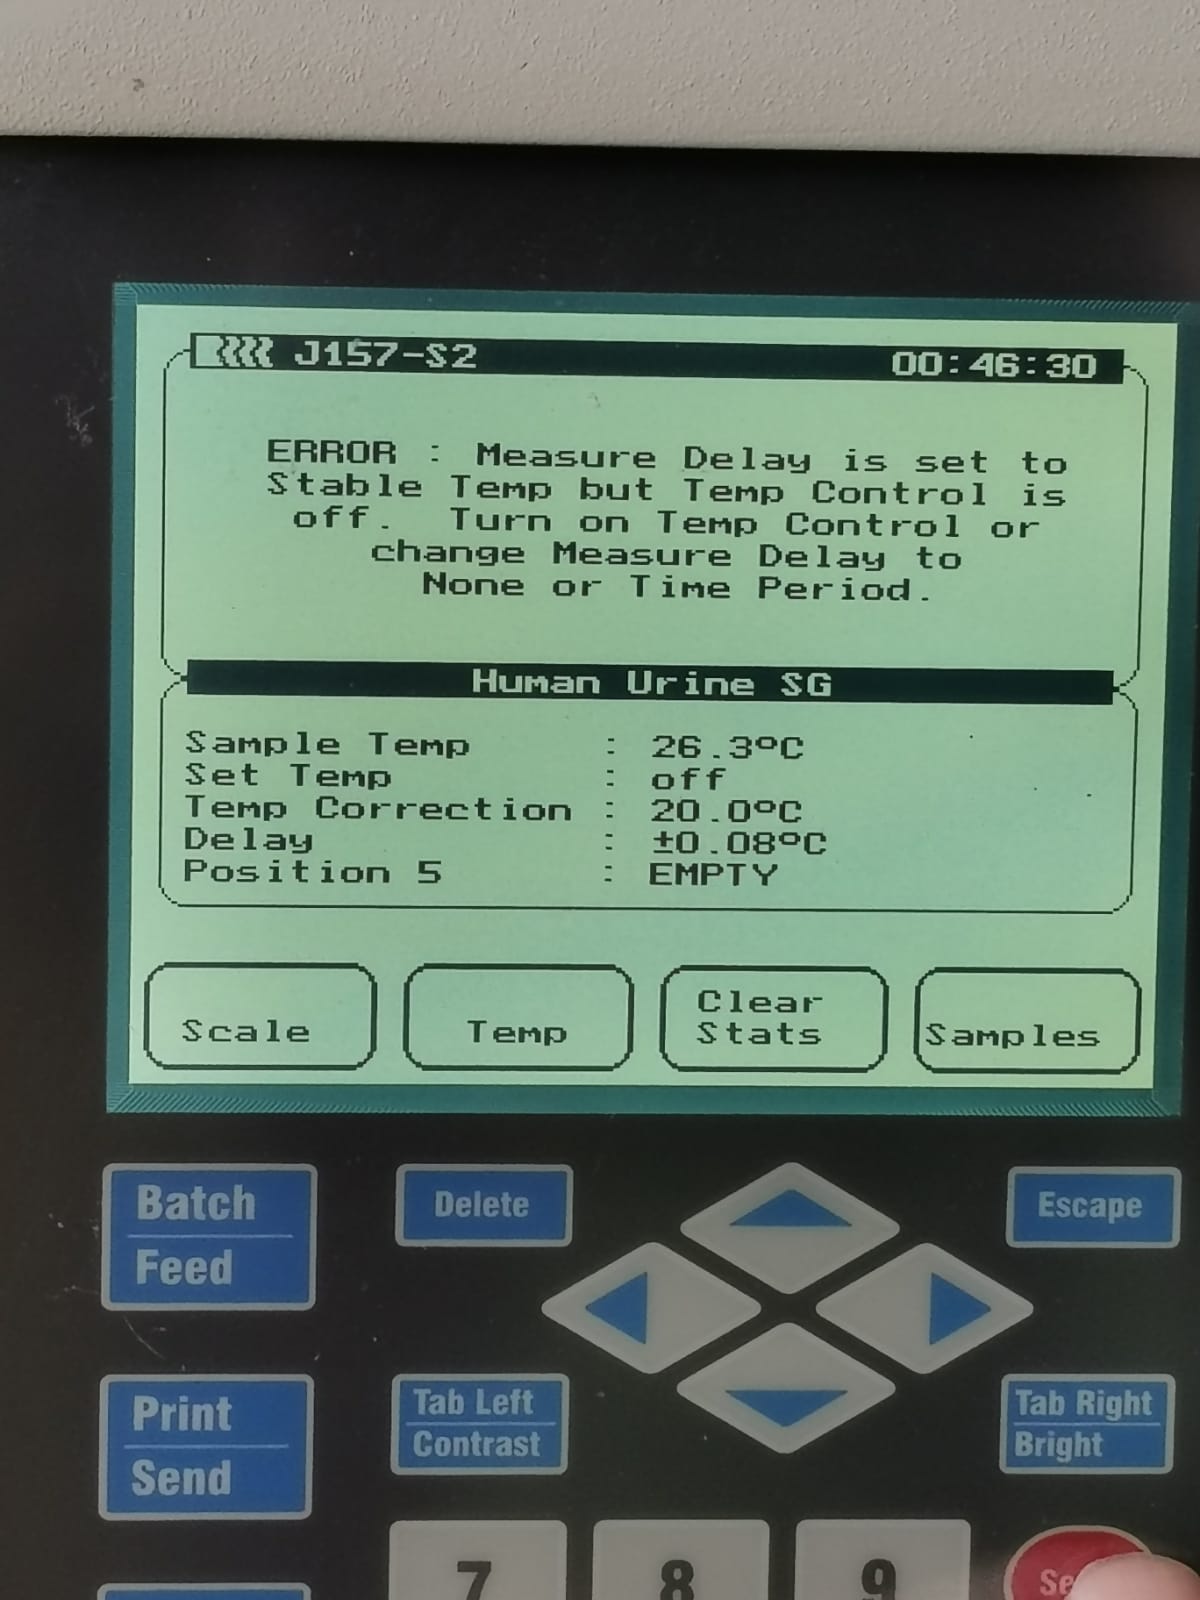 J157-S2 00:46:30
ERROR : Measure Delay is set to
Stable Temp but Temp Control is
off. Turn on Temp Control or
change Measure Delay to
None or Time Period.
Human Urine SG
Sample Temp : 26.3ºC
Set Temp : off
Temp Correction : 20.0ºC
Delay : ±0.08ºC
Position 5 : EMPTY
Scale
Temp
Clear
Stats
Samples
Batch
Feed
Delete
Escape
Print
Send
Tab Left
Contrast
Tab Right
Bright
7 8 9